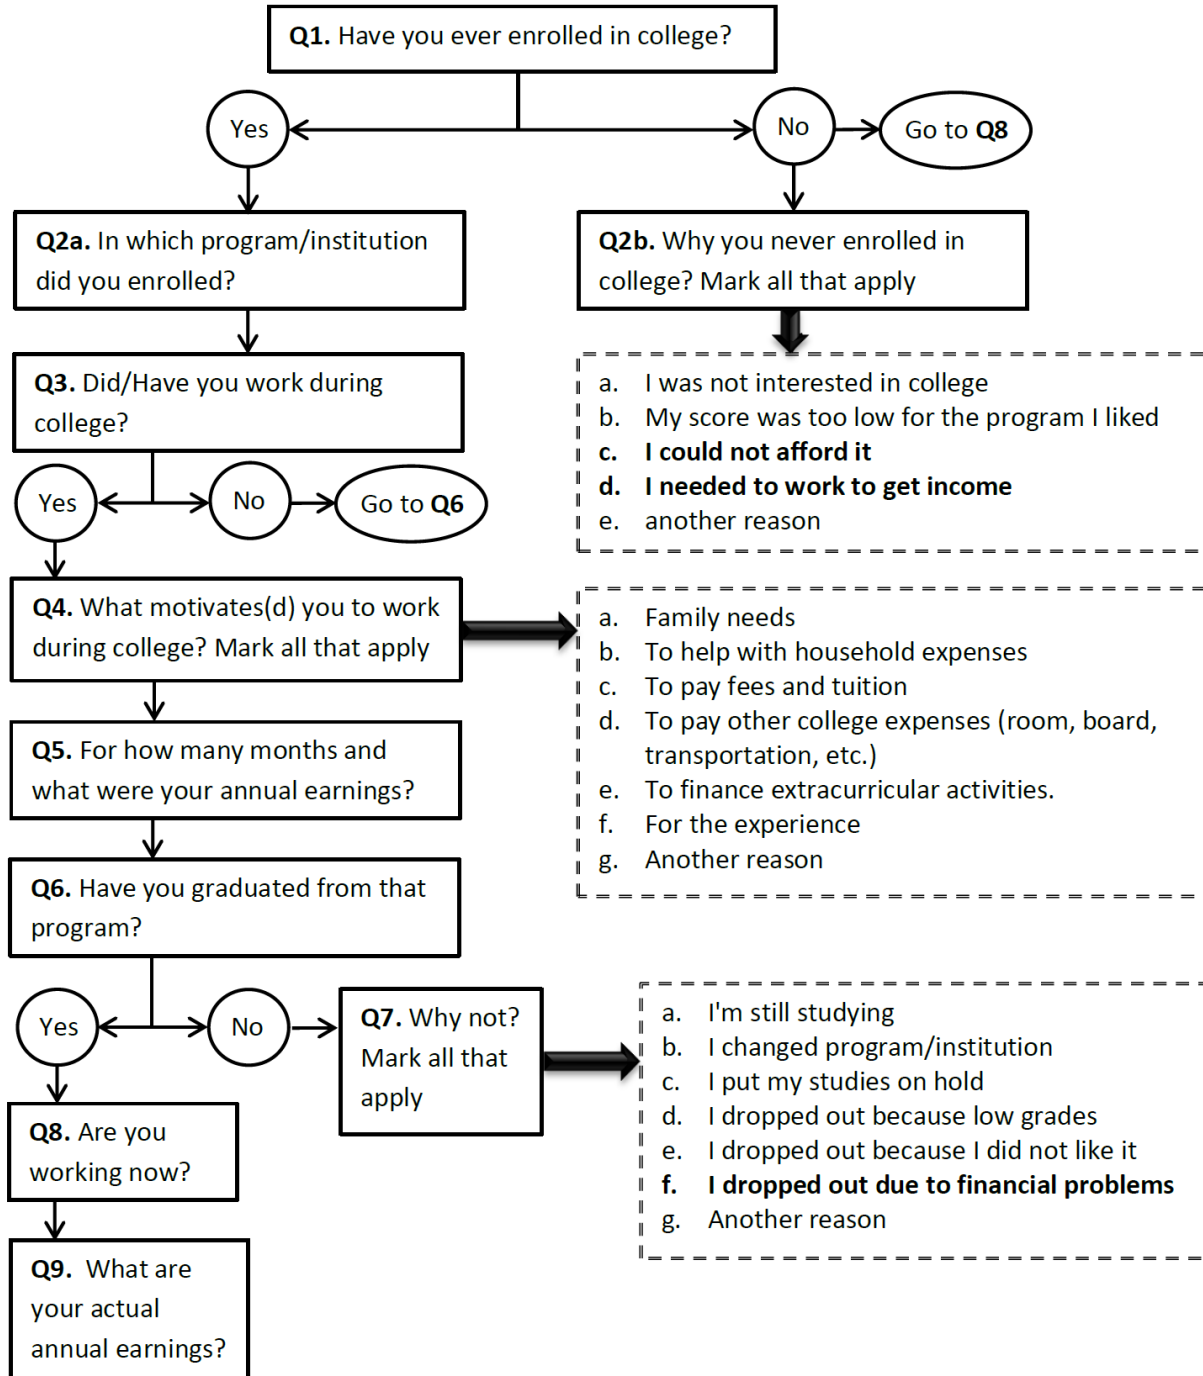 Q1. Have you ever enrolled in college?
Yes
No
Go to Q8
Q2a. In which program/institution
did you enrolled?
Q2b. Why you never enrolled in
college? Mark all that apply
Q3. Did/Have you work during
college?
a. I was not interested in college
b. My score was too low for the program I liked
c. I could not afford it
d. I needed to work to get income
e. another reason
Yes
No
Go to Q6
Q4. What motivates(d) you to work
during college? Mark all that apply
a. Family needs
b. To help with household expenses
c. To pay fees and tuition
d. To pay other college expenses (room, board,
transportation, etc.)
e. To finance extracurricular activities.
f. For the experience
g. Another reason
Q5. For how many months and
what were your annual earnings?
Q6. Have you graduated from that
program?
Yes
No
Q7. Why not?
Mark all that
apply
a. I'm still studying
b. I changed program/institution
c. I put my studies on hold
d. I dropped out because low grades
e. I dropped out because I did not like it
f. I dropped out due to financial problems
g. Another reason
Q8. Are you
working now?
Q9. What are
your actual
annual earnings?